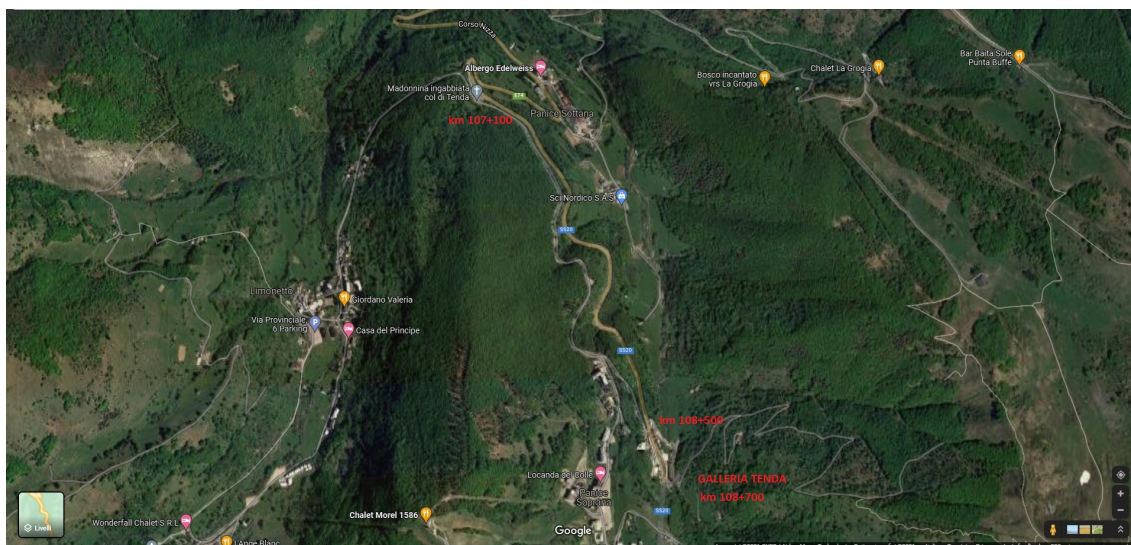 Corso Nizza
Albergo Edelweiss
Madonnina ingabbiata
col di Tenda
E74
km 107+100
Panice Sottana
Bosco incantato
vrs La Grogia
Chalet La Grogia
Bar Baita Sole
Punta Buffe
Sci Nordico S.A.S
SS20
Limonetto
Giordano Valeria
Via Provinciale,
6 Parking
Casa del Principe
SS20
km 108+500
Locanda del Colle
Panice
Soprana
GALLERIA TENDA
km 108+700
SS20
Chalet Morel 1586
Wonderfall Chalet S.R.L
L'Ange Blanc
Livelli
Google